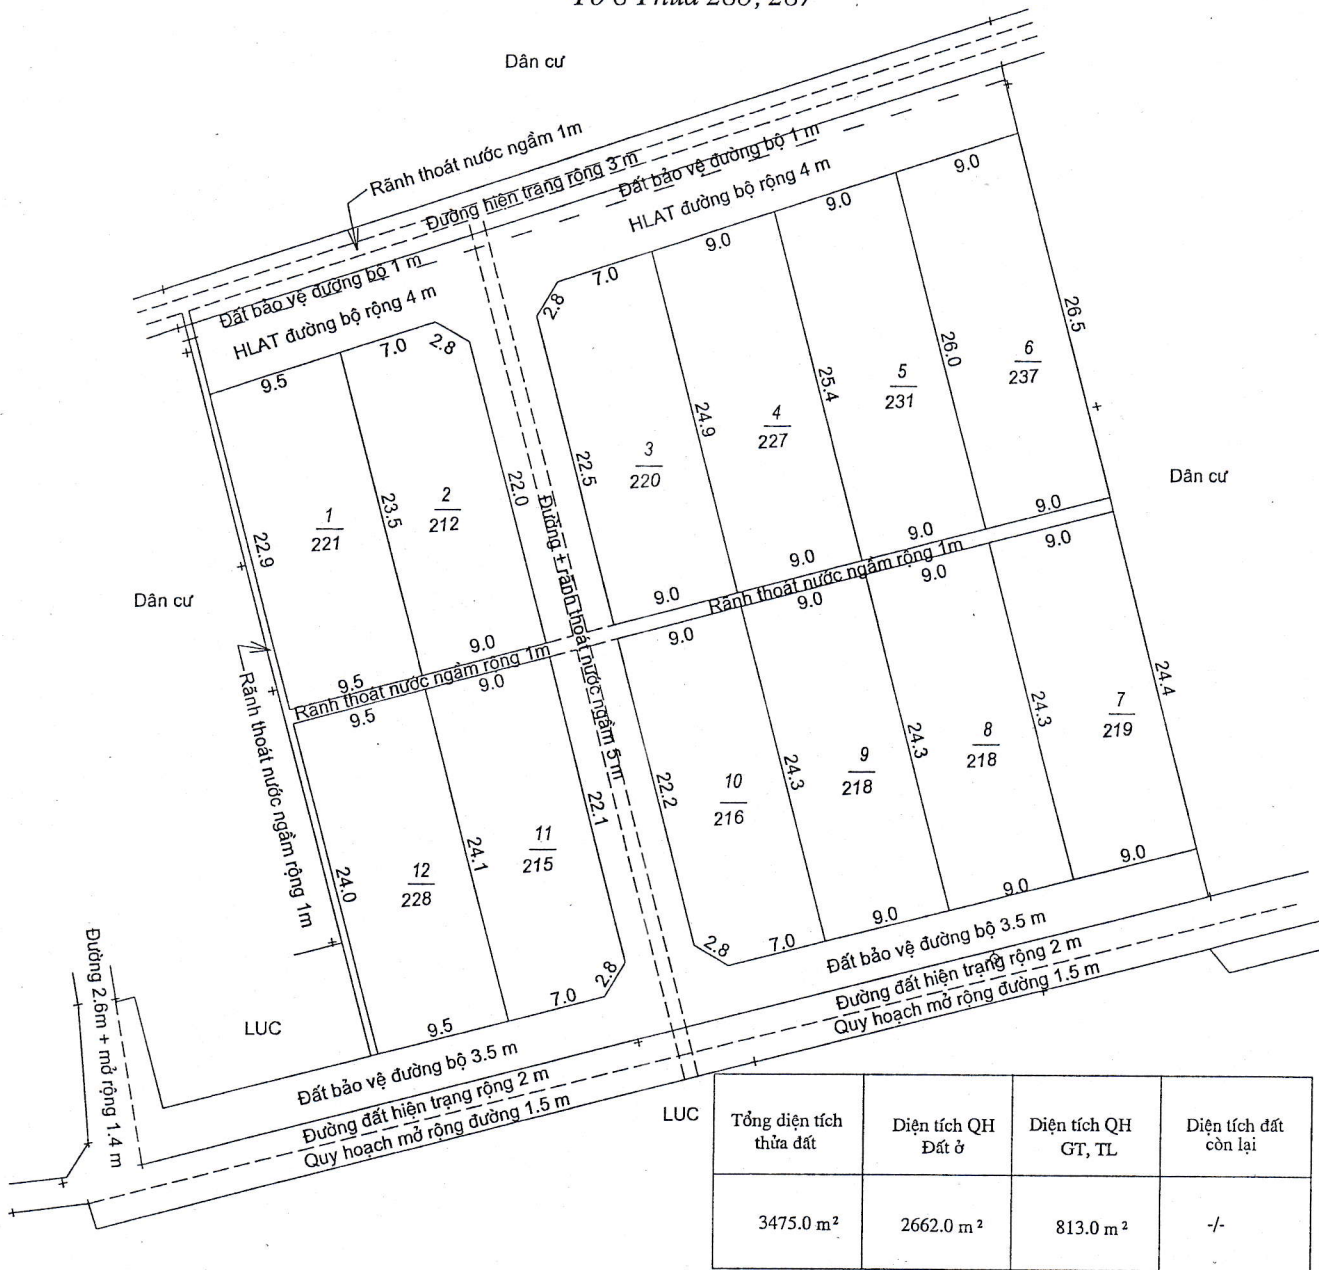 Dân cư
Rãnh thoát nước ngầm 1m
Đường hiện trạng rộng 3 m
Đất bảo vệ đường bộ 1 m
HLAT đường bộ rộng 4 m
Đất bảo vệ đường bộ 1 m
HLAT đường bộ rộng 4 m
9.5
7.0
2.8
2.8
7.0
9.0
9.0
9.0
22.9
1
221
23.5
2
212
22.0
22.5
3
220
24.9
4
227
25.4
5
231
26.0
6
237
26.5
Dân cư
Dân cư
9.5
9.0
9.0
9.0
9.0
9.0
Rãnh thoát nước ngầm rộng 1m
Rãnh thoát nước ngầm rộng 1m
9.5
9.0
9.0
9.0
9.0
9.0
Đường + rãnh thoát nước ngầm 5 m
Rãnh thoát nước ngầm rộng 1m
24.0
12
228
24.1
11
215
22.1
22.2
10
216
24.3
9
218
24.3
8
218
24.3
7
219
24.4
9.5
7.0
2.8
2.8
7.0
9.0
9.0
9.0
Đường 2.6m + mở rộng 1.4 m
LUC
Đất bảo vệ đường bộ 3.5 m
Đường đất hiện trạng rộng 2 m
Quy hoạch mở rộng đường 1.5 m
Đất bảo vệ đường bộ 3.5 m
Đường đất hiện trạng rộng 2 m
Quy hoạch mở rộng đường 1.5 m
LUC
Tổng diện tích
thửa đất
Diện tích QH
Đất ở
Diện tích QH
GT, TL
Diện tích đất
còn lại
3475.0 m²
2662.0 m²
813.0 m²
-/-